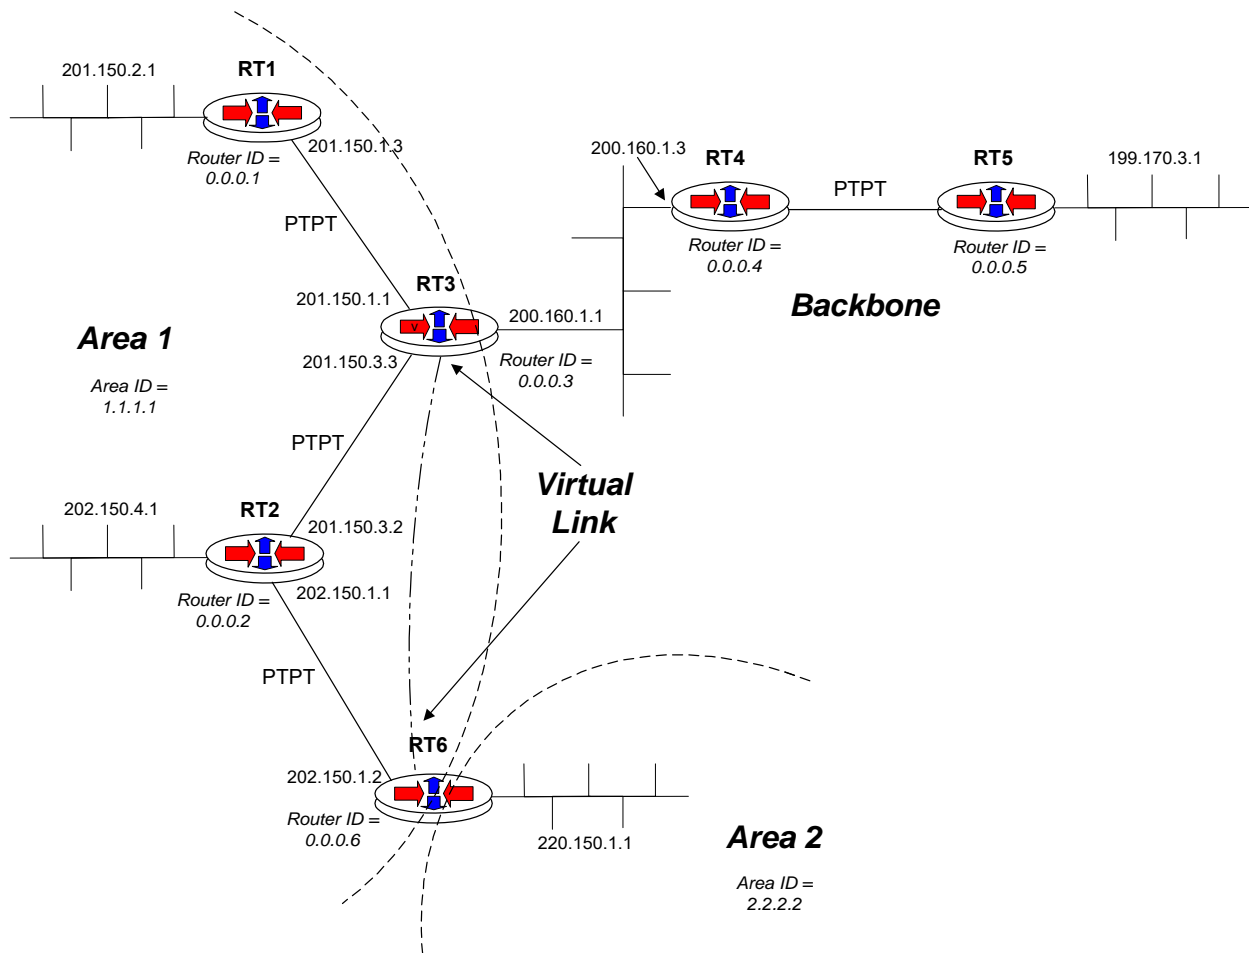 201.150.2.1
RT1
201.150.1.3
Router ID =
0.0.0.1
200.160.1.3
RT4
RT5
199.170.3.1
PTPT
Router ID =
0.0.0.4
Router ID =
0.0.0.5
PTPT
RT3
201.150.1.1
200.160.1.1
v
Backbone
Area 1
201.150.3.3
Router ID =
0.0.0.3
Area ID =
1.1.1.1
PTPT
Virtual
Link
202.150.4.1
RT2
201.150.3.2
202.150.1.1
Router ID =
0.0.0.2
PTPT
RT6
202.150.1.2
Router ID =
0.0.0.6
220.150.1.1
Area 2
Area ID =
2.2.2.2